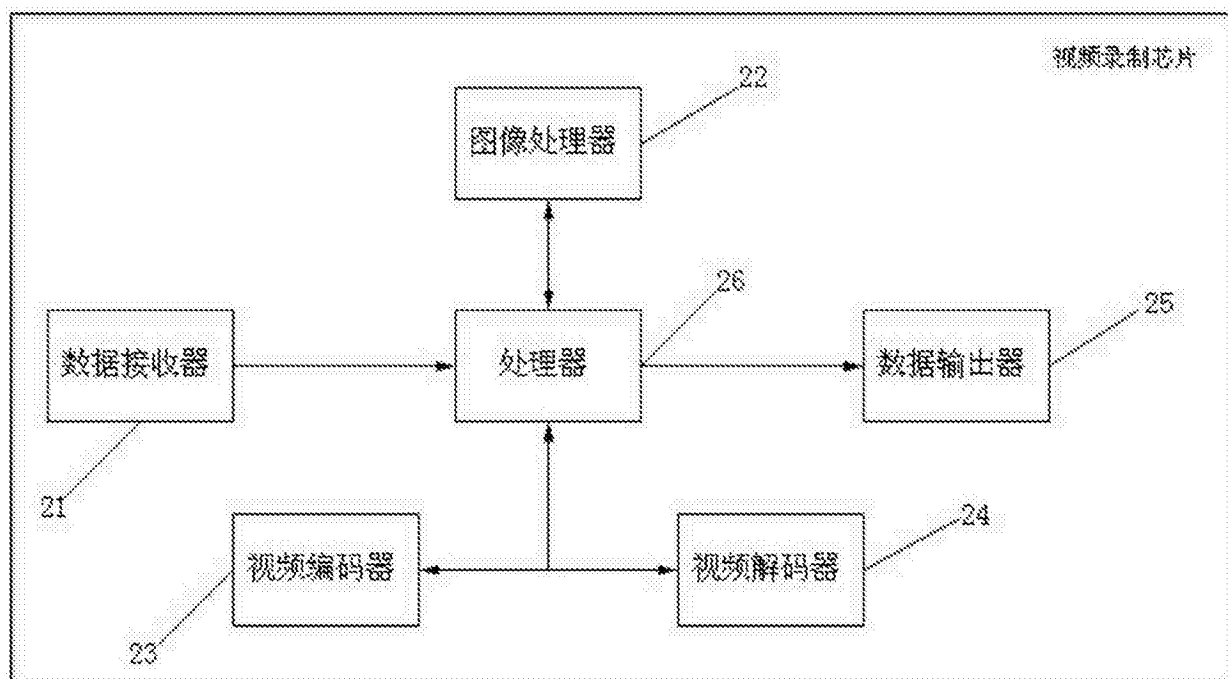 视频录制芯片
22
图像处理器
26
25
数据接收器
处理器
数据输出器
21
24
视频编码器
视频解码器
23